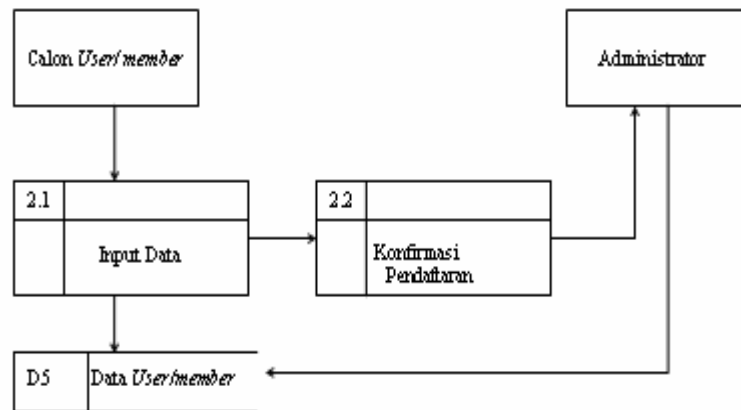 Calon User/member
Administrator
2.1
Input Data
2.2
Konfirmasi
Pendaftaran
D5
Data User/member